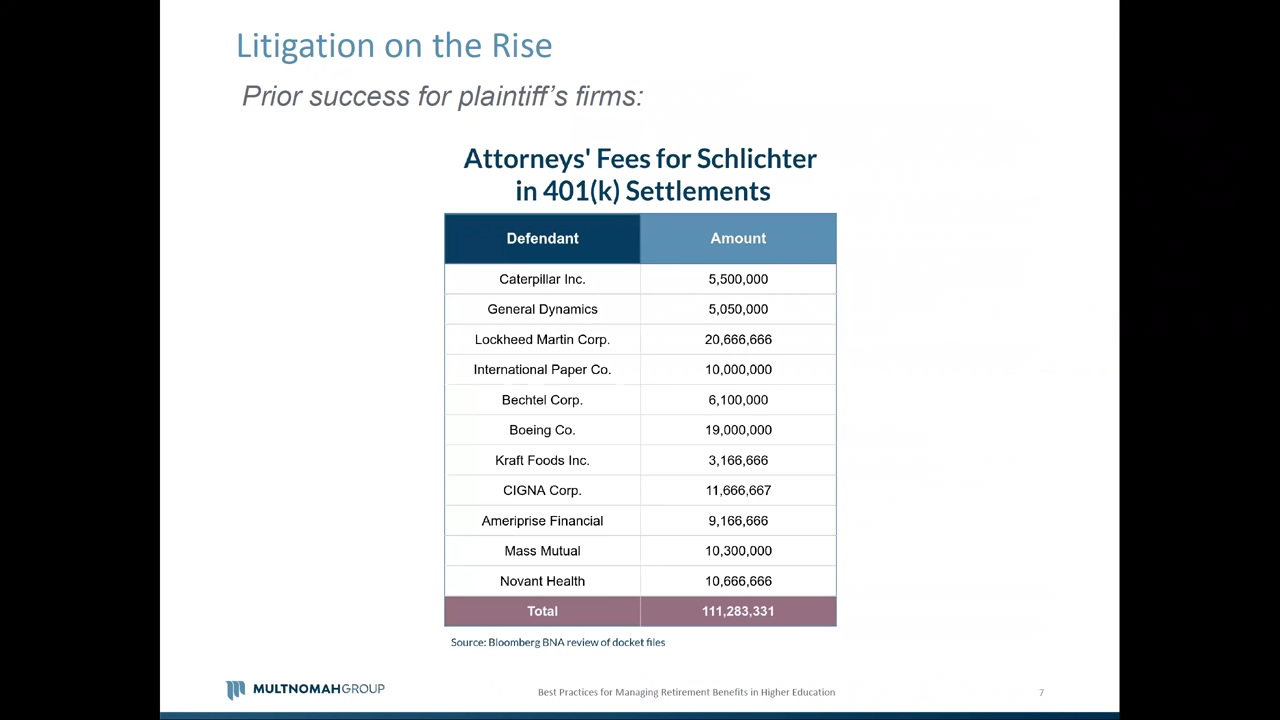 Litigation on the Rise
Prior success for plaintiff's firms:
Attorneys' Fees for Schlichter
in 401(k) Settlements
Defendant Amount
Caterpillar Inc. 5,500,000
General Dynamics 5,050,000
Lockheed Martin Corp. 20,666,666
International Paper Co. 10,000,000
Bechtel Corp. 6,100,000
Boeing Co. 19,000,000
Kraft Foods Inc. 3,166,666
CIGNA Corp. 11,666,667
Ameriprise Financial 9,166,666
Mass Mutual 10,300,000
Novant Health 10,666,666
Total 111,283,331
Source: Bloomberg BNA review of docket files
MULTNOMAHGROUP Best Practices for Managing Retirement Benefits in Higher Education 7